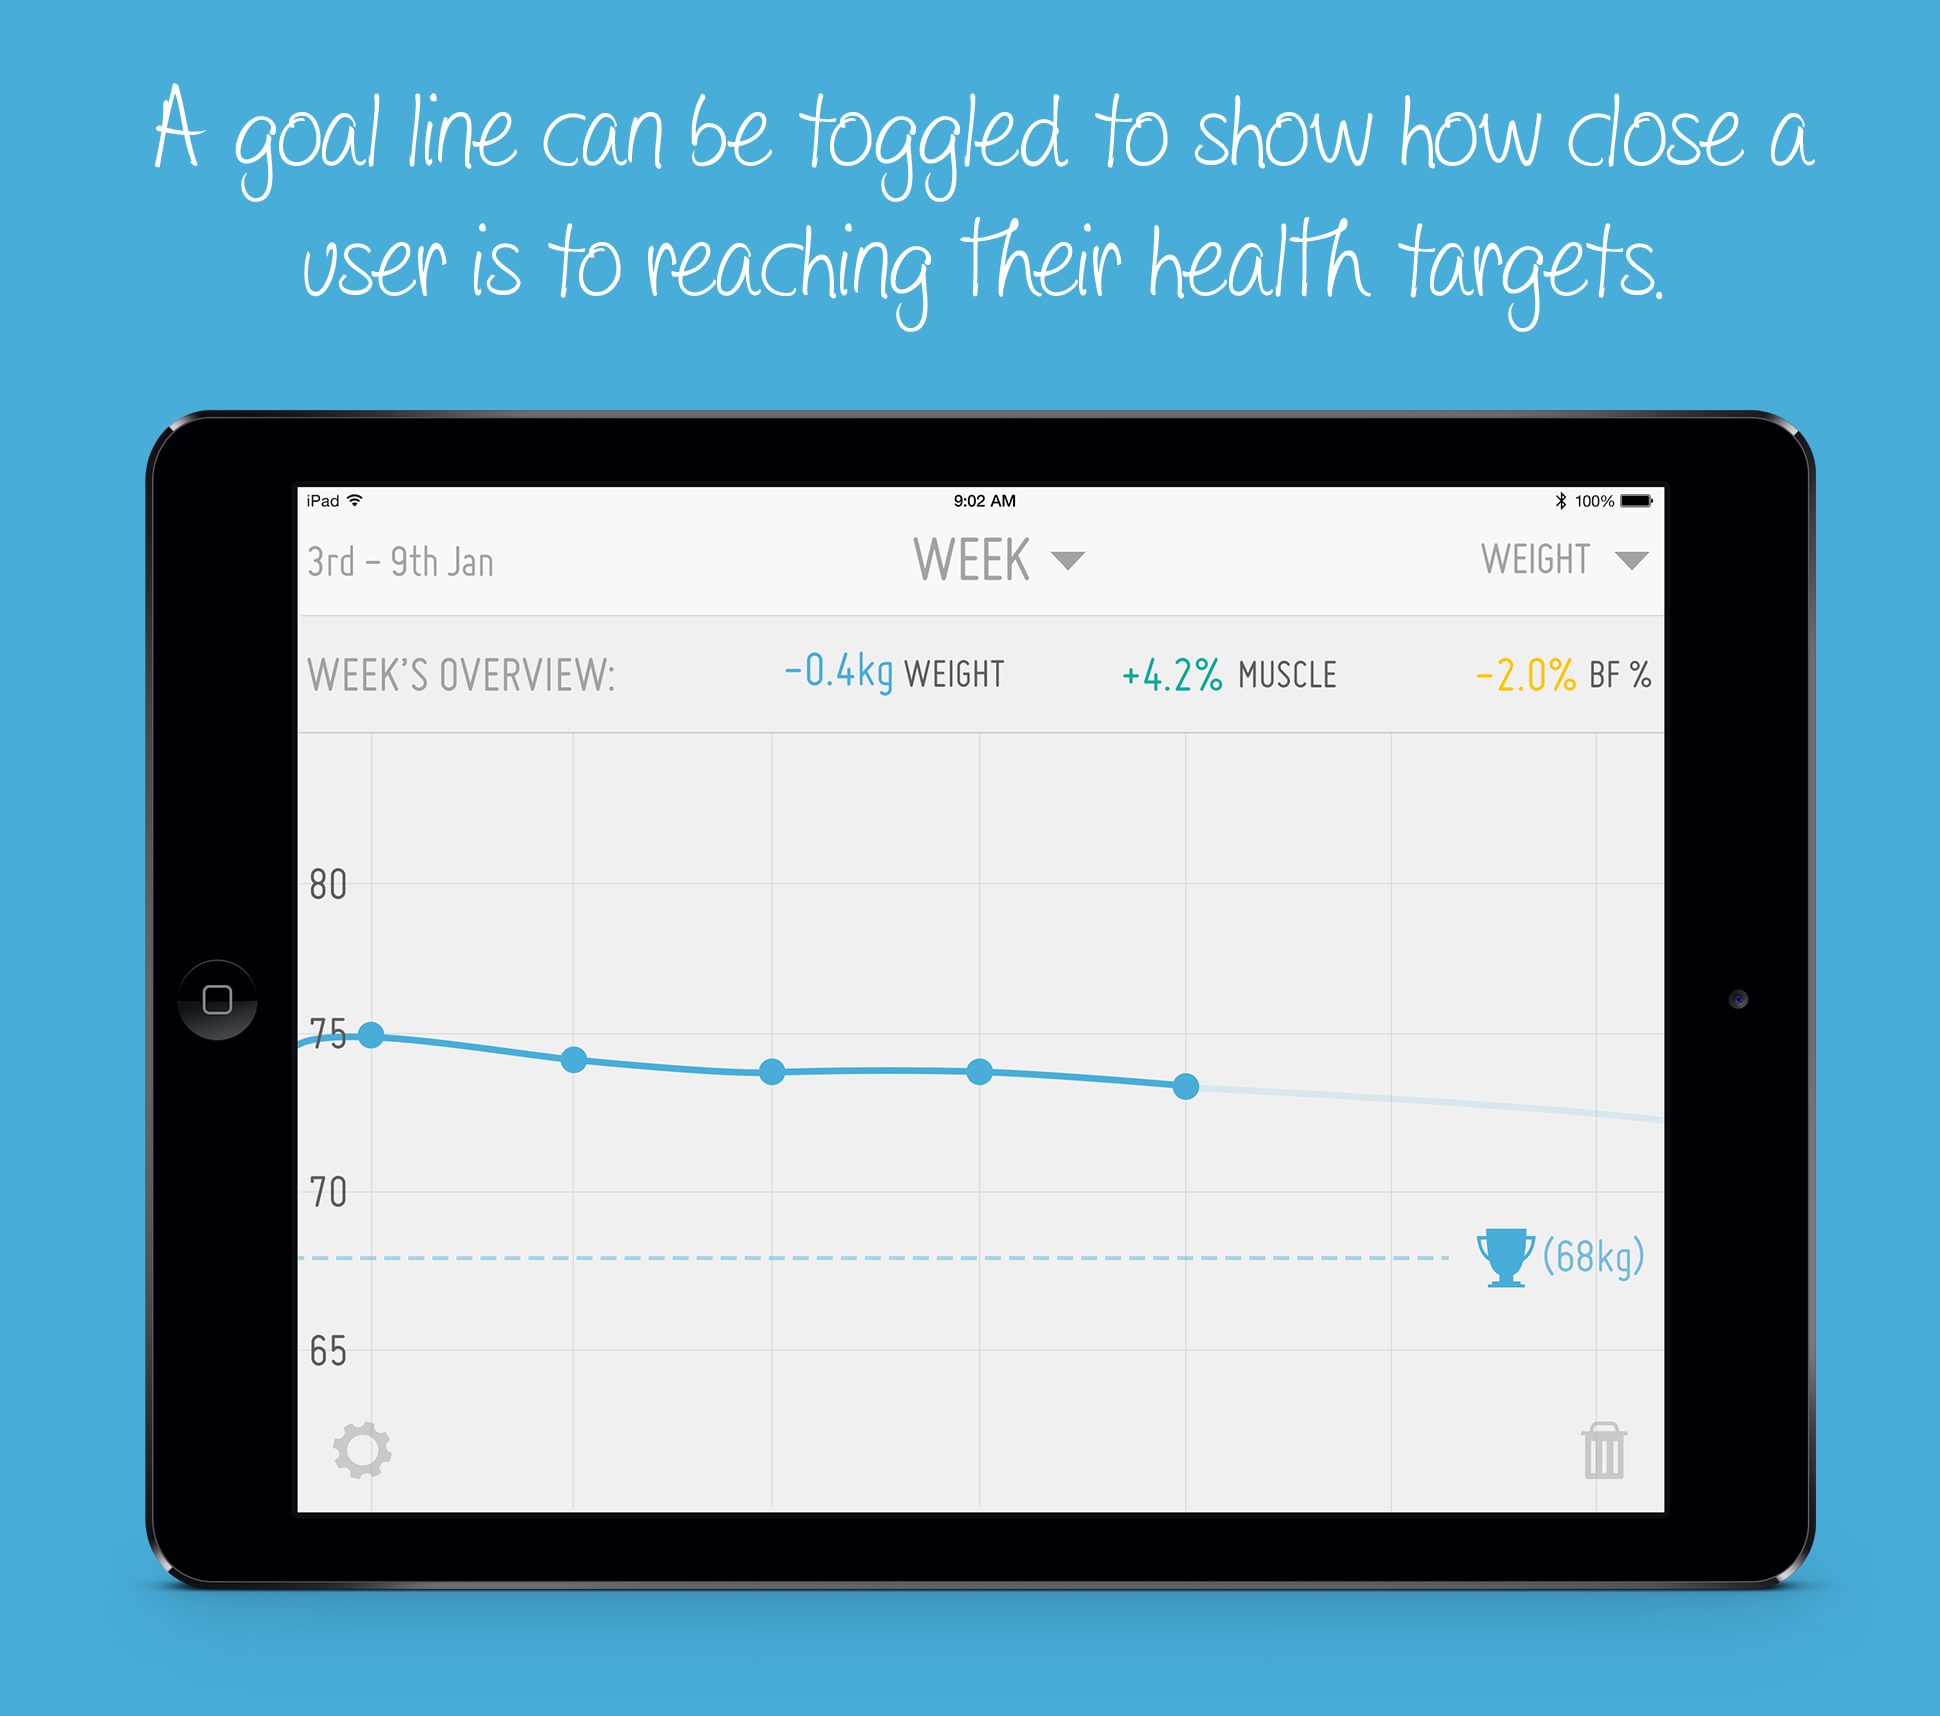 A goal line can be toggled to show how close a
user is to reaching their health targets.
iPad 9:02 AM 100%
3rd – 9th Jan WEEK WEIGHT
WEEK'S OVERVIEW: -0.4kg WEIGHT +4.2% MUSCLE -2.0% BF %
80
75
70
(68kg)
65